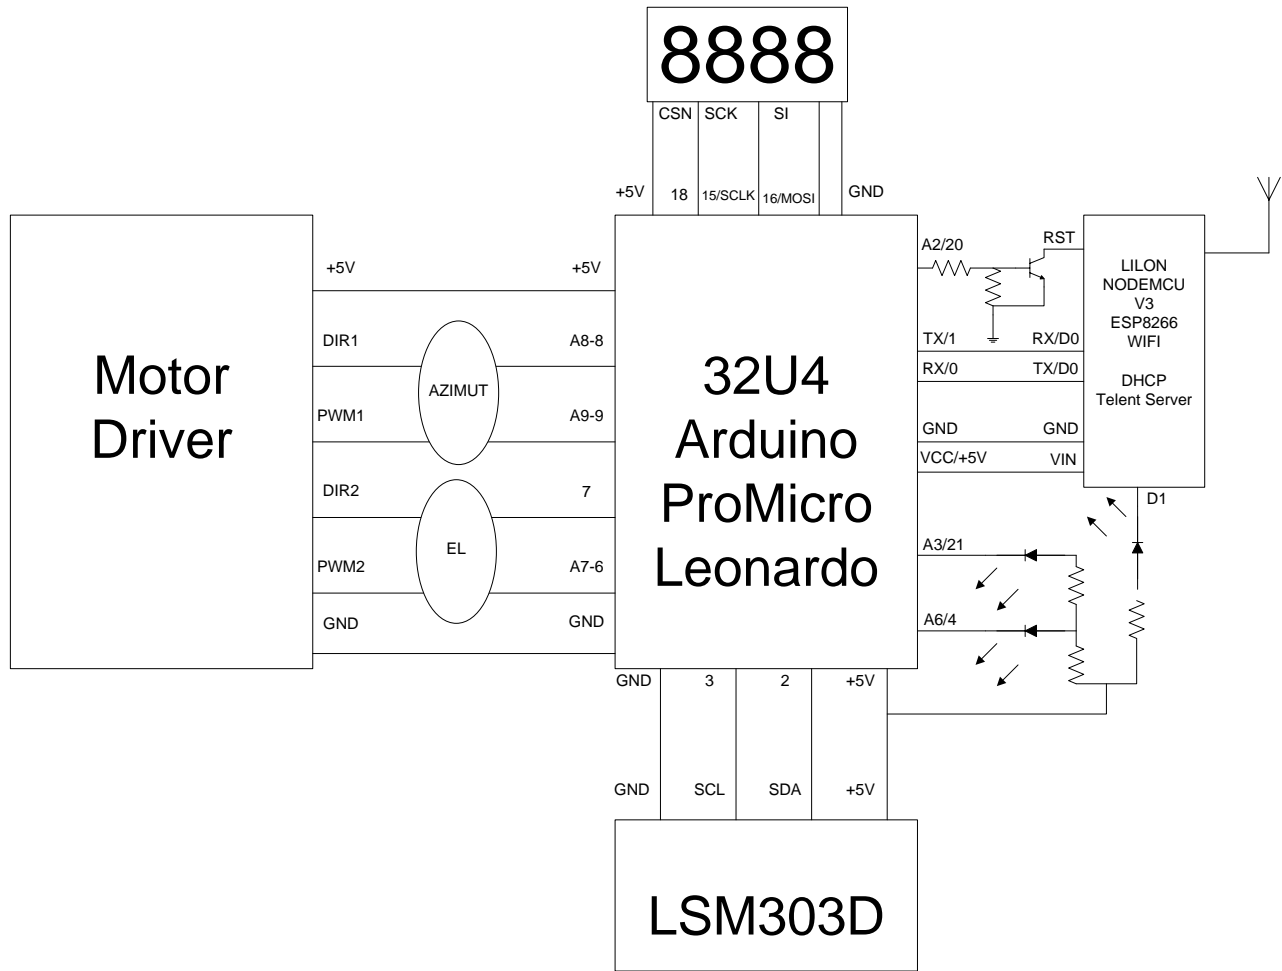 8888
CSN SCK SI
+5V 18 15/SCLK 16/MOSI GND
Motor
Driver
+5V
DIR1
PWM1
DIR2
PWM2
GND
AZIMUT
EL
+5V
A8-8
A9-9
7
A7-6
GND
32U4
Arduino
ProMicro
Leonardo
A2/20
TX/1
RX/0
GND
VCC/+5V
A3/21
A6/4
RST
RX/D0
TX/D0
GND
VIN
LILON
NODEMCU
V3
ESP8266
WIFI
DHCP
Telent Server
D1
GND 3 2 +5V
GND SCL SDA +5V
LSM303D